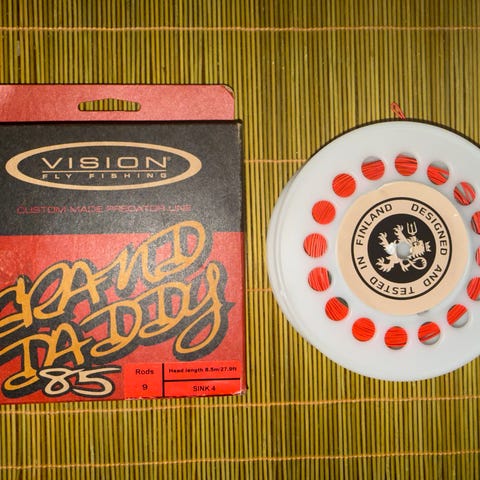 VISION
FLY FISHING
CUSTOM-MADE PREDATOR LINE
GRAND
DADDY
85
Rods
9
Head length 8.5m/27.9ft
SINK 4
DESIGNED AND TESTED IN FINLAND